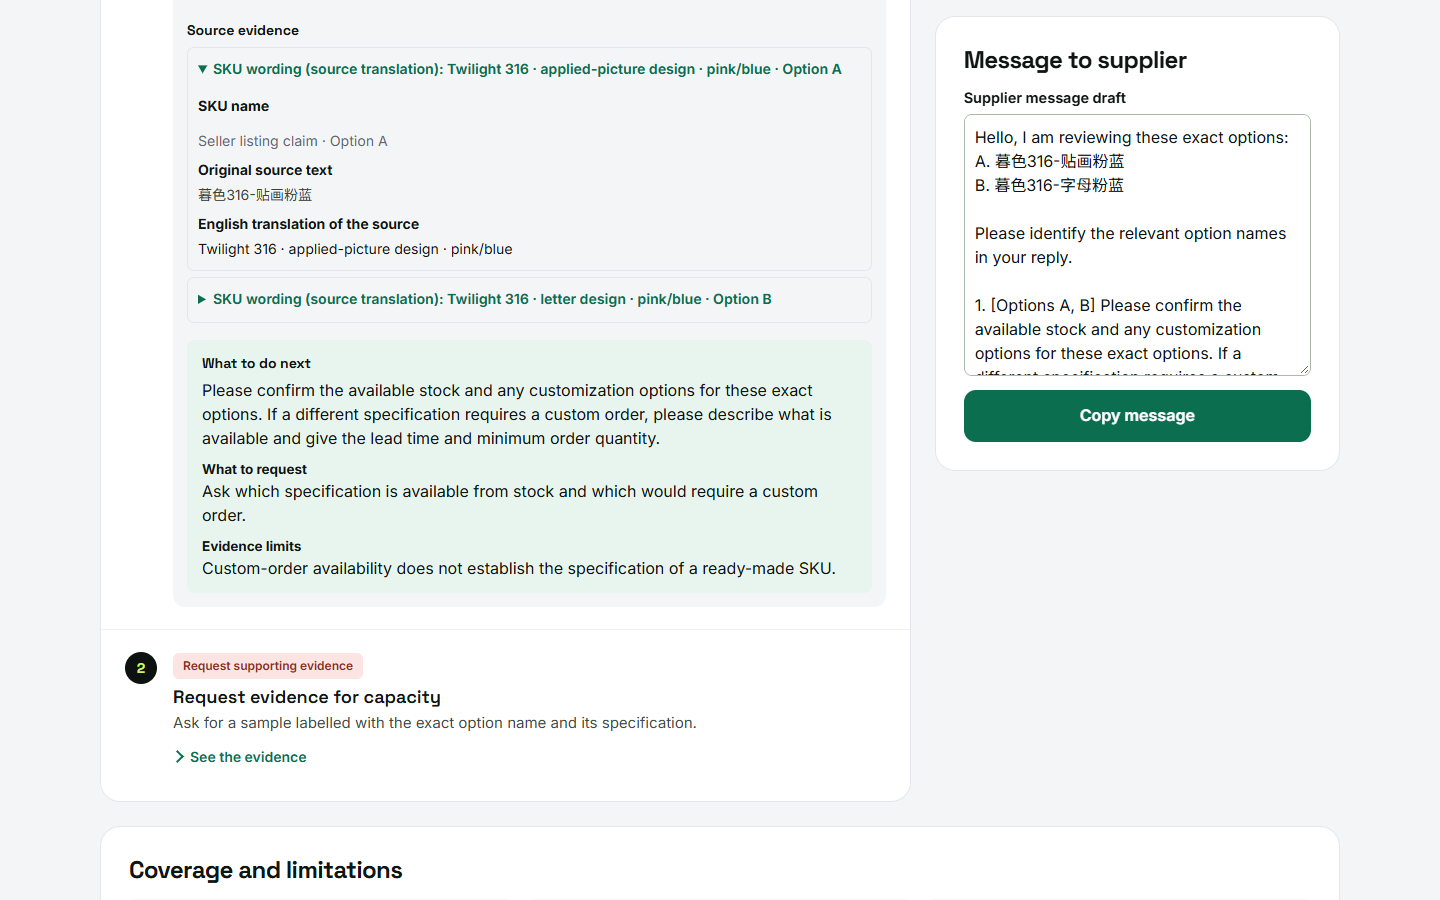 Source evidence
▼ SKU wording (source translation): Twilight 316 · applied-picture design · pink/blue · Option A
SKU name
Seller listing claim · Option A
Original source text
暮色316-贴画粉蓝
English translation of the source
Twilight 316 · applied-picture design · pink/blue
▶ SKU wording (source translation): Twilight 316 · letter design · pink/blue · Option B
What to do next
Please confirm the available stock and any customization options for these exact
options. If a different specification requires a custom order, please describe what is
available and give the lead time and minimum order quantity.
What to request
Ask which specification is available from stock and which would require a custom
order.
Evidence limits
Custom-order availability does not establish the specification of a ready-made SKU.
2
Request supporting evidence
Request evidence for capacity
Ask for a sample labelled with the exact option name and its specification.
See the evidence
Message to supplier
Supplier message draft
Hello, I am reviewing these exact options:
A. 暮色316-贴画粉蓝
B. 暮色316-字母粉蓝
Please identify the relevant option names
in your reply.
1. [Options A, B] Please confirm the
available stock and any customization
options for these exact options. If a
different specification requires a custom
Copy message
Coverage and limitations